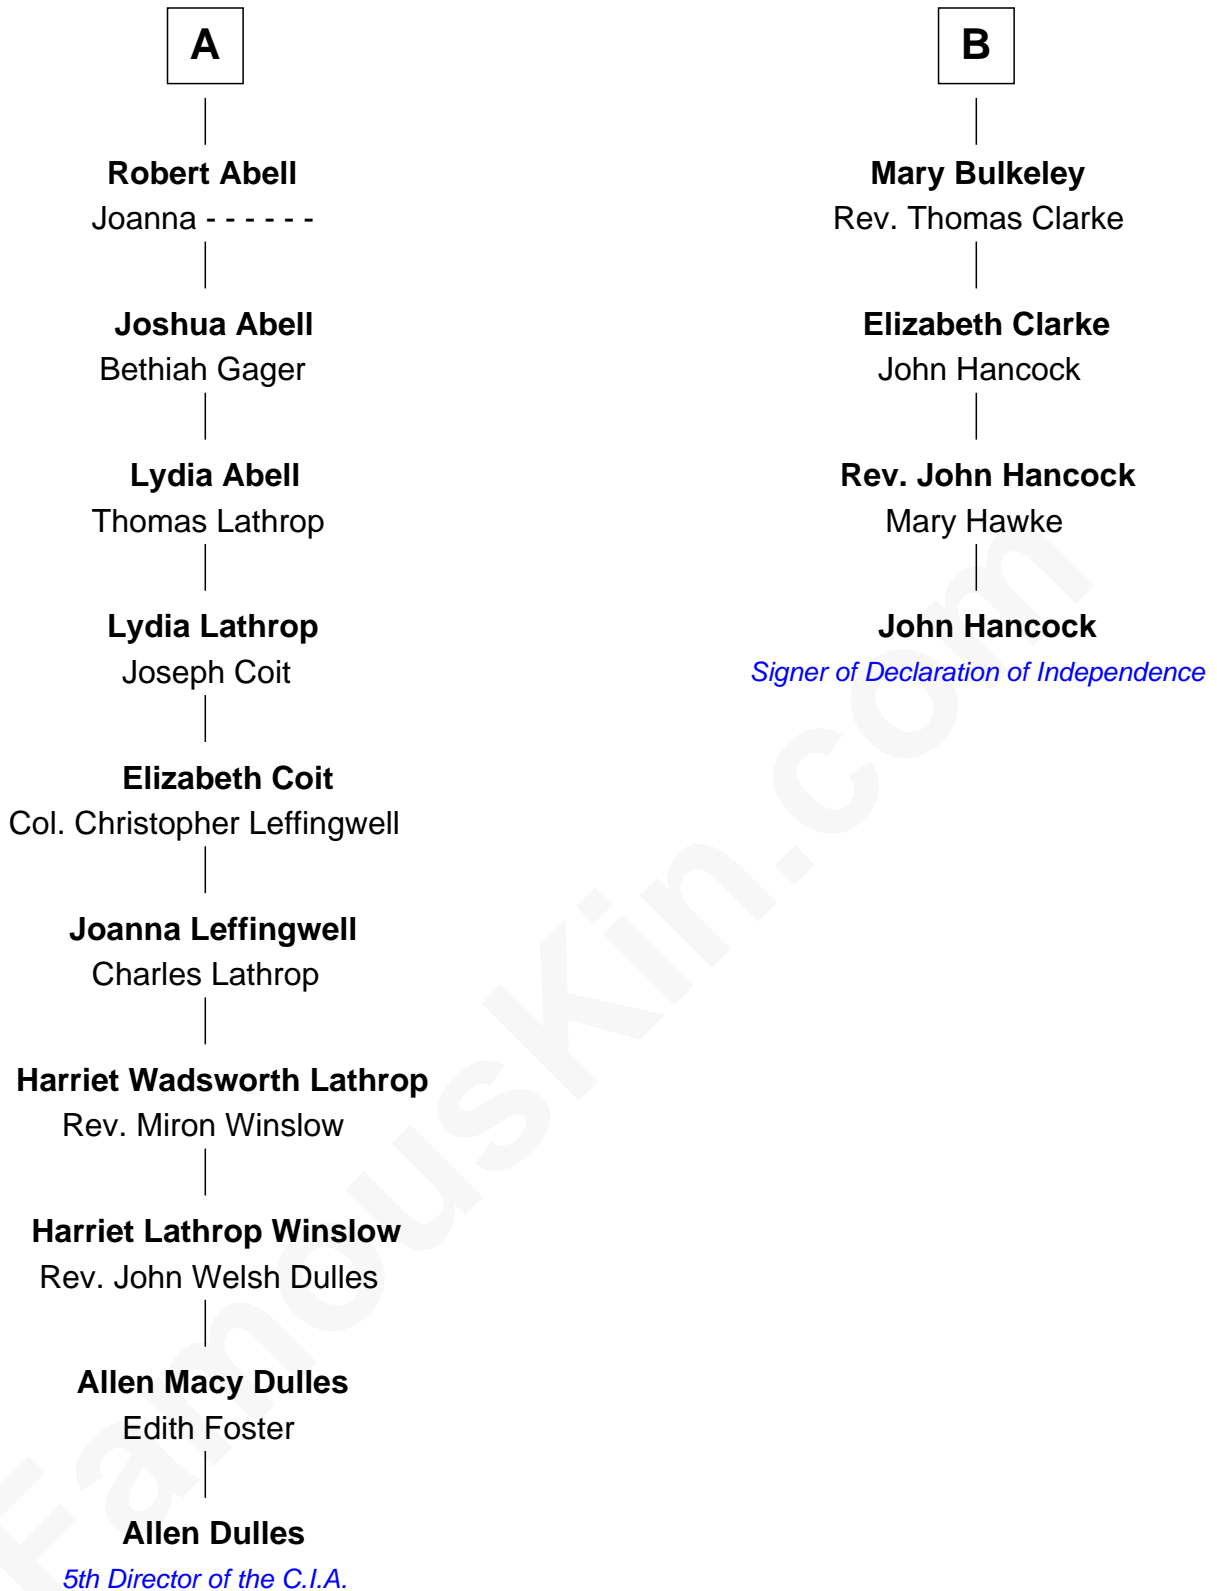 A
Robert Abell
Joanna - - - - - -
Joshua Abell
Bethiah Gager
Lydia Abell
Thomas Lathrop
Lydia Lathrop
Joseph Coit
Elizabeth Coit
Col. Christopher Leffingwell
Joanna Leffingwell
Charles Lathrop
Harriet Wadsworth Lathrop
Rev. Miron Winslow
Harriet Lathrop Winslow
Rev. John Welsh Dulles
Allen Macy Dulles
Edith Foster
Allen Dulles
5th Director of the C.I.A.
B
Mary Bulkeley
Rev. Thomas Clarke
Elizabeth Clarke
John Hancock
Rev. John Hancock
Mary Hawke
John Hancock
Signer of Declaration of Independence
FamousKin.com